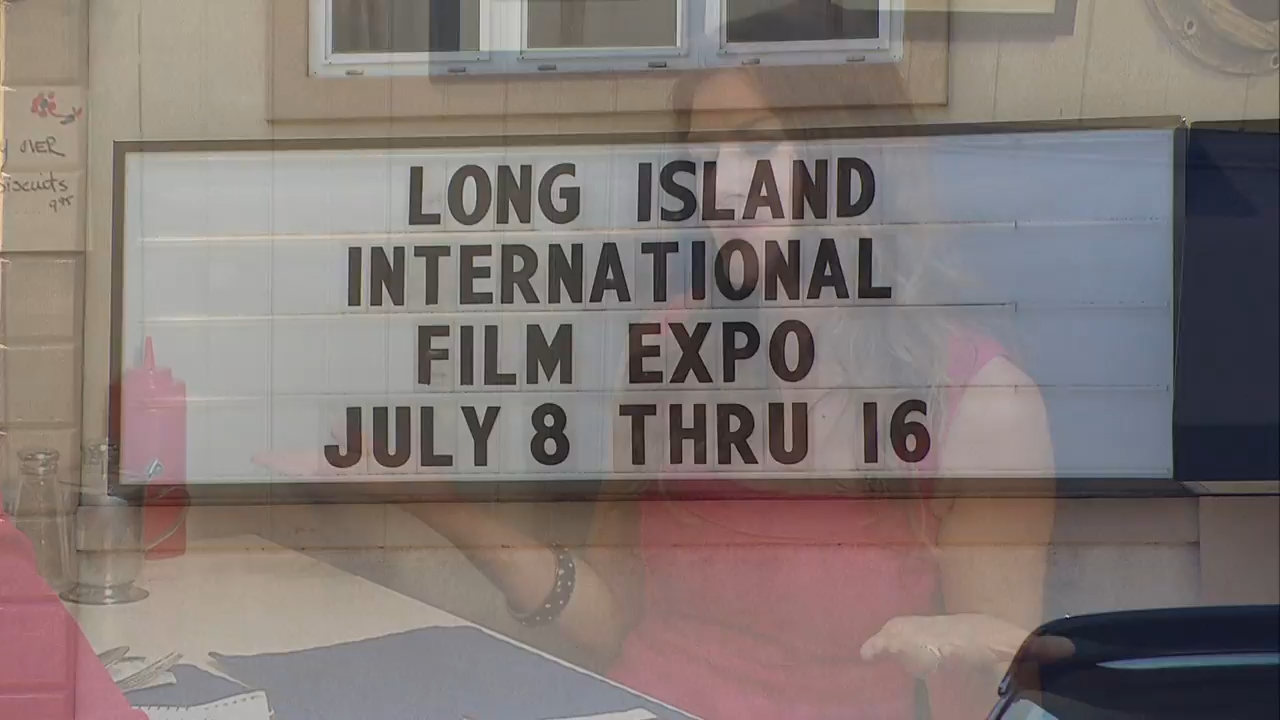 LONG ISLAND
INTERNATIONAL
FILM EXPO
JULY 8 THRU 16
biscuits